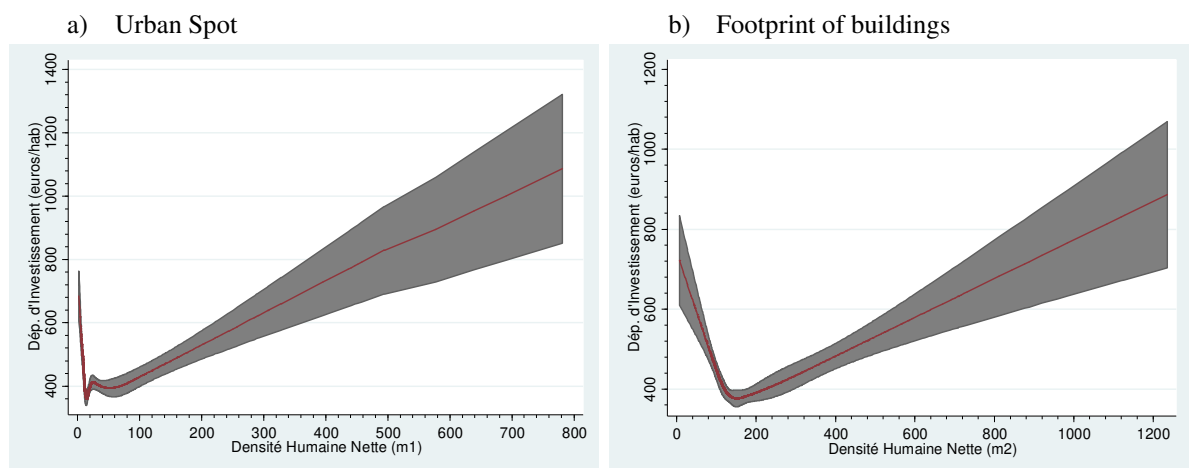 a) Urban Spot
1400
1200
1000
800
600
400
Dép. d'Investissement (euros/hab)
0 100 200 300 400 500 600 700 800
Densité Humaine Nette (m1)
b) Footprint of buildings
1200
1000
800
600
400
Dép. d'Investissement (euros/hab)
0 200 400 600 800 1000 1200
Densité Humaine Nette (m2)